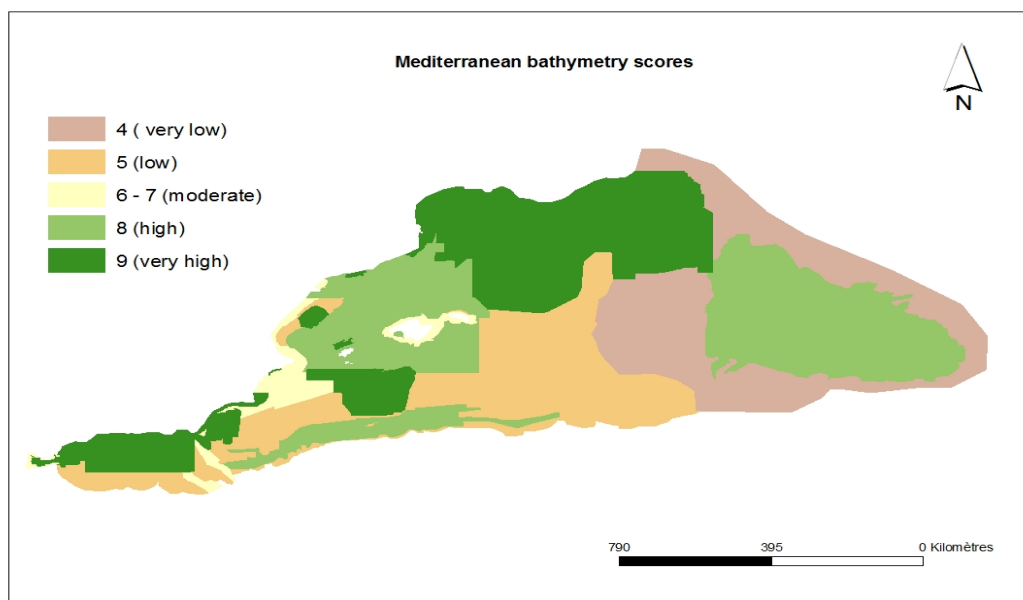 Mediterranean bathymetry scores
N
4 ( very low)
5 (low)
6 - 7 (moderate)
8 (high)
9 (very high)
790 395 0 Kilomètres